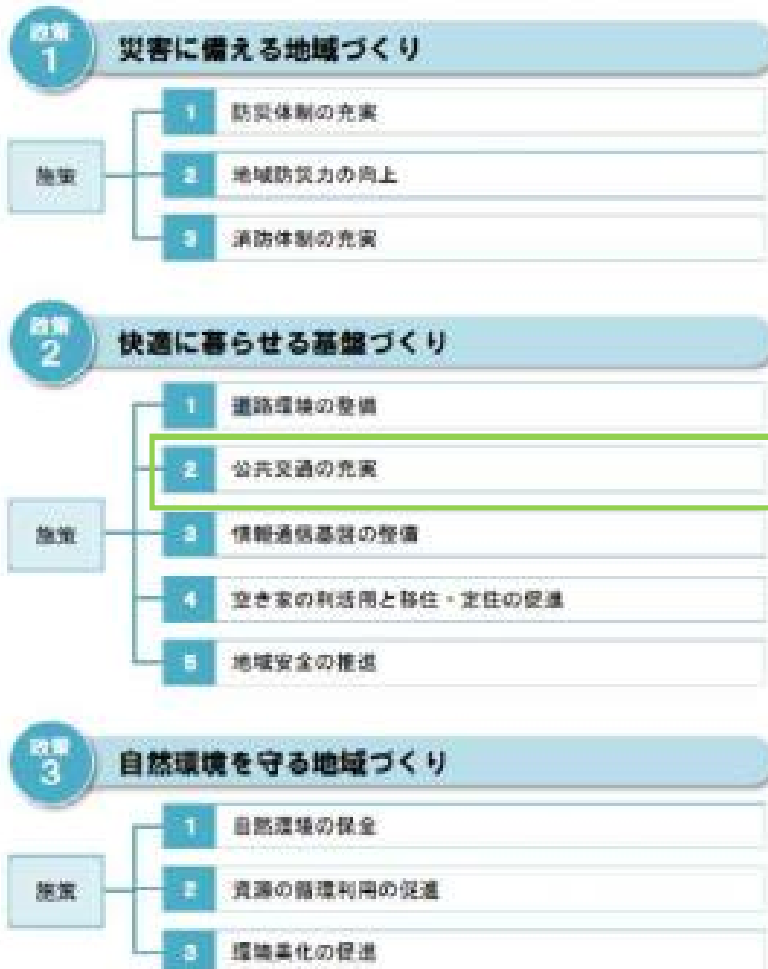 政策
1
災害に備える地域づくり
施策
1 防災体制の充実
2 地域防災力の向上
3 消防体制の充実
政策
2
快適に暮らせる基盤づくり
施策
1 道路環境の整備
2 公共交通の充実
3 情報通信基盤の整備
4 空き家の利活用と移住・定住の促進
5 地域安全の推進
政策
3
自然環境を守る地域づくり
施策
1 自然環境の保全
2 資源の循環利用の促進
3 環境美化の促進